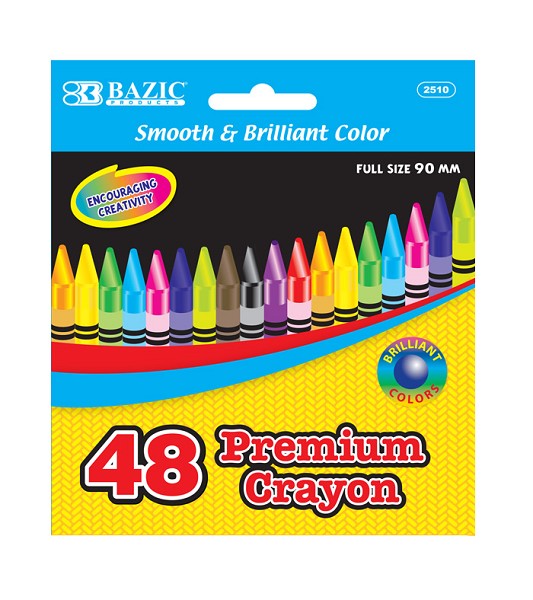 BAZIC
PRODUCTS
2510
Smooth & Brilliant Color
FULL SIZE 90 MM
ENCOURAGING
CREATIVITY
BRILLIANT
COLORS
48 Premium
Crayon